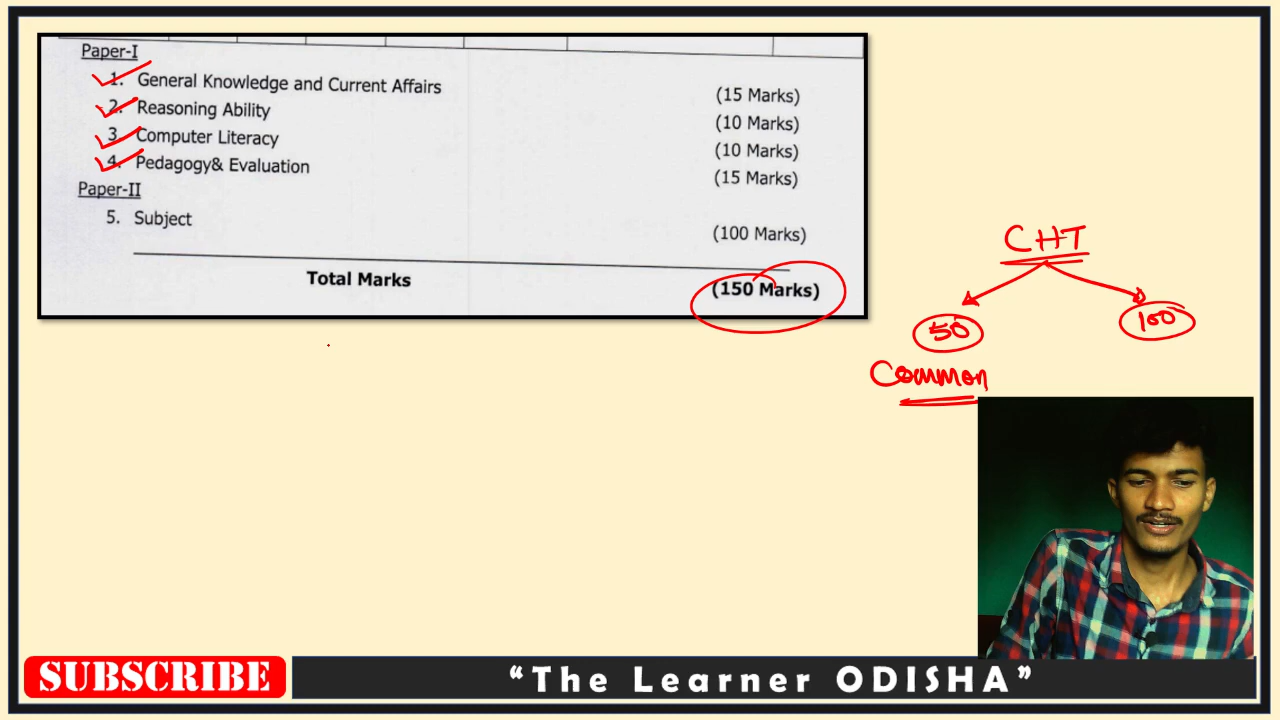 Paper-I
1. General Knowledge and Current Affairs (15 Marks)
2. Reasoning Ability (10 Marks)
3. Computer Literacy (10 Marks)
4. Pedagogy& Evaluation (15 Marks)
Paper-II
5. Subject (100 Marks)
Total Marks (150 Marks)
CHT
50 100
Common
SUBSCRIBE "The Learner ODISHA"